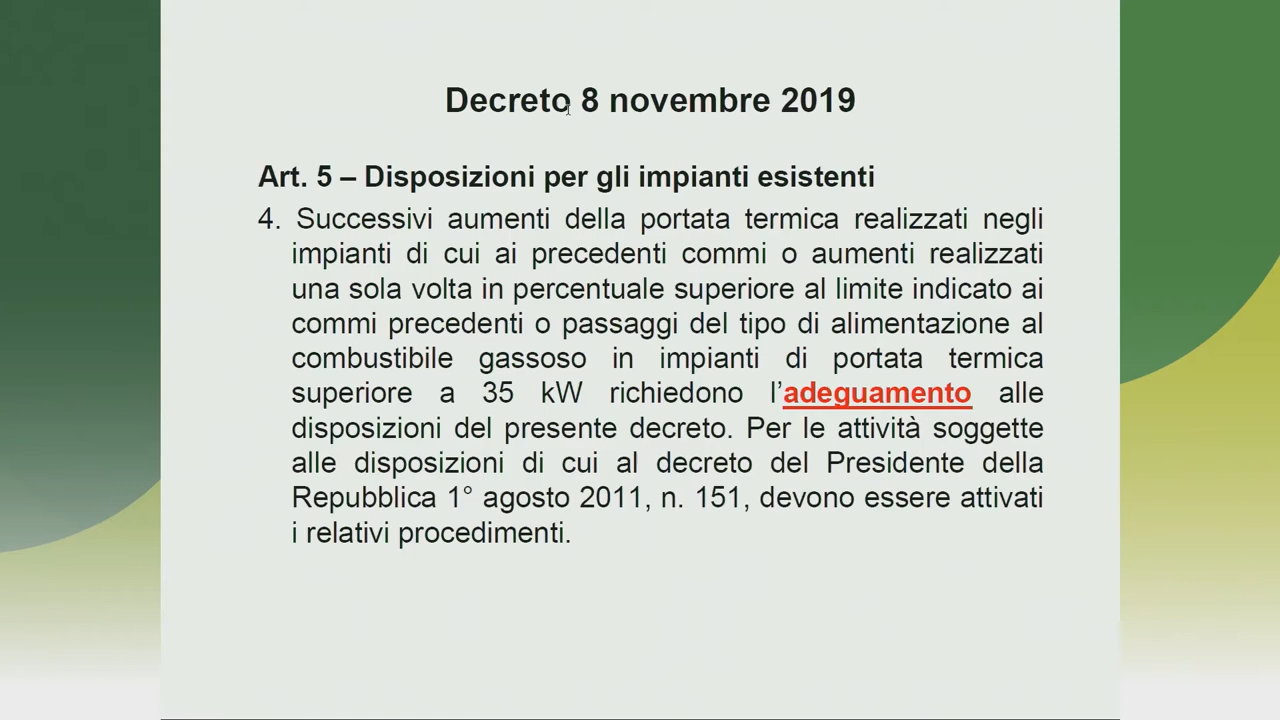 Decreto 8 novembre 2019
Art. 5 – Disposizioni per gli impianti esistenti
4. Successivi aumenti della portata termica realizzati negli
impianti di cui ai precedenti commi o aumenti realizzati
una sola volta in percentuale superiore al limite indicato ai
commi precedenti o passaggi del tipo di alimentazione al
combustibile gassoso in impianti di portata termica
superiore a 35 kW richiedono l’adeguamento alle
disposizioni del presente decreto. Per le attività soggette
alle disposizioni di cui al decreto del Presidente della
Repubblica 1° agosto 2011, n. 151, devono essere attivati
i relativi procedimenti.